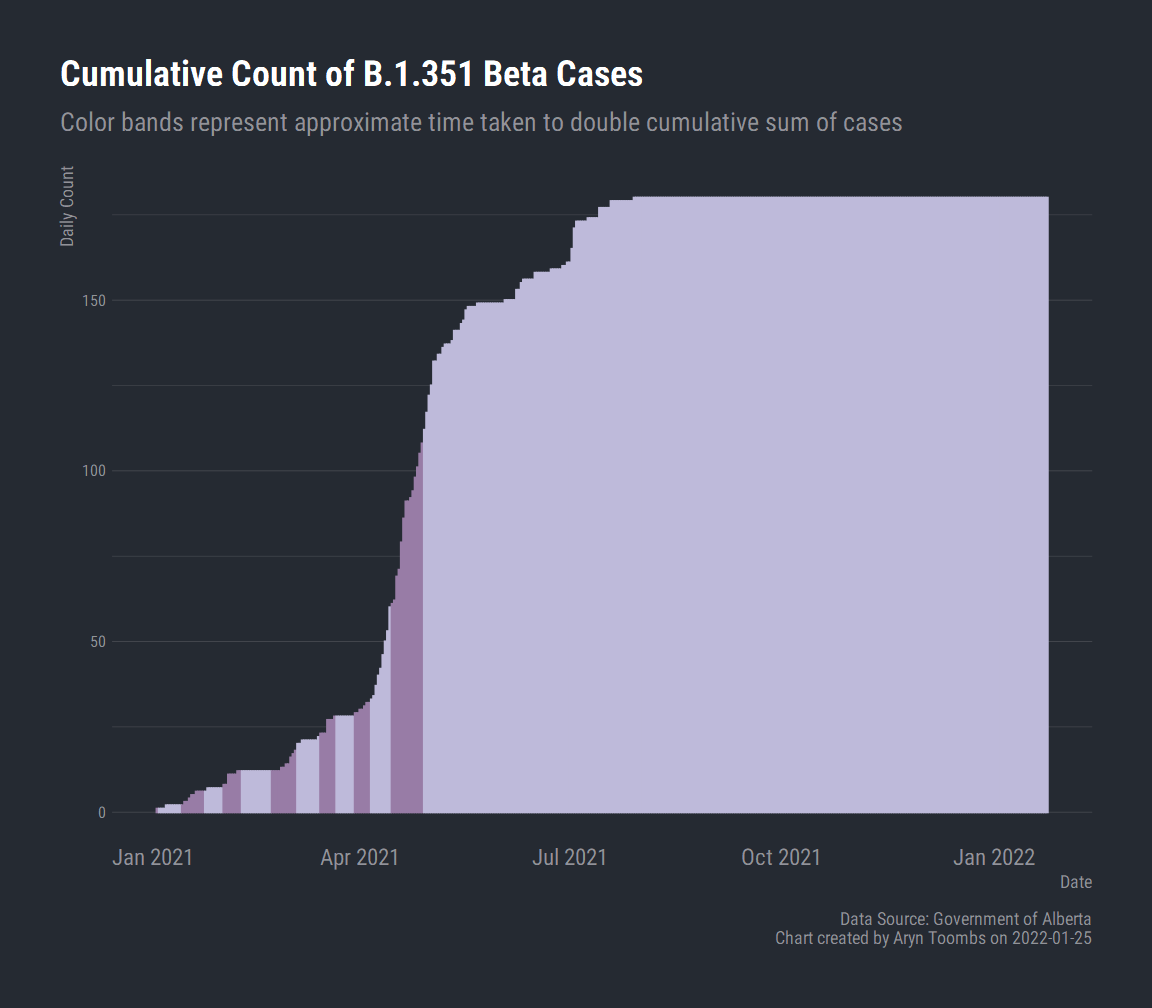 Cumulative Count of B.1.351 Beta Cases
Color bands represent approximate time taken to double cumulative sum of cases
Daily Count
150
100
50
0
Jan 2021 Apr 2021 Jul 2021 Oct 2021 Jan 2022
Date
Data Source: Government of Alberta
Chart created by Aryn Toombs on 2022-01-25